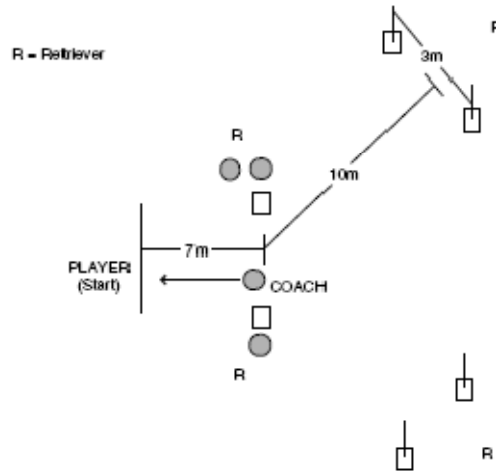 R
3m
R = Retriever
R
10m
7m
PLAYER
(Start)
COACH
R
R